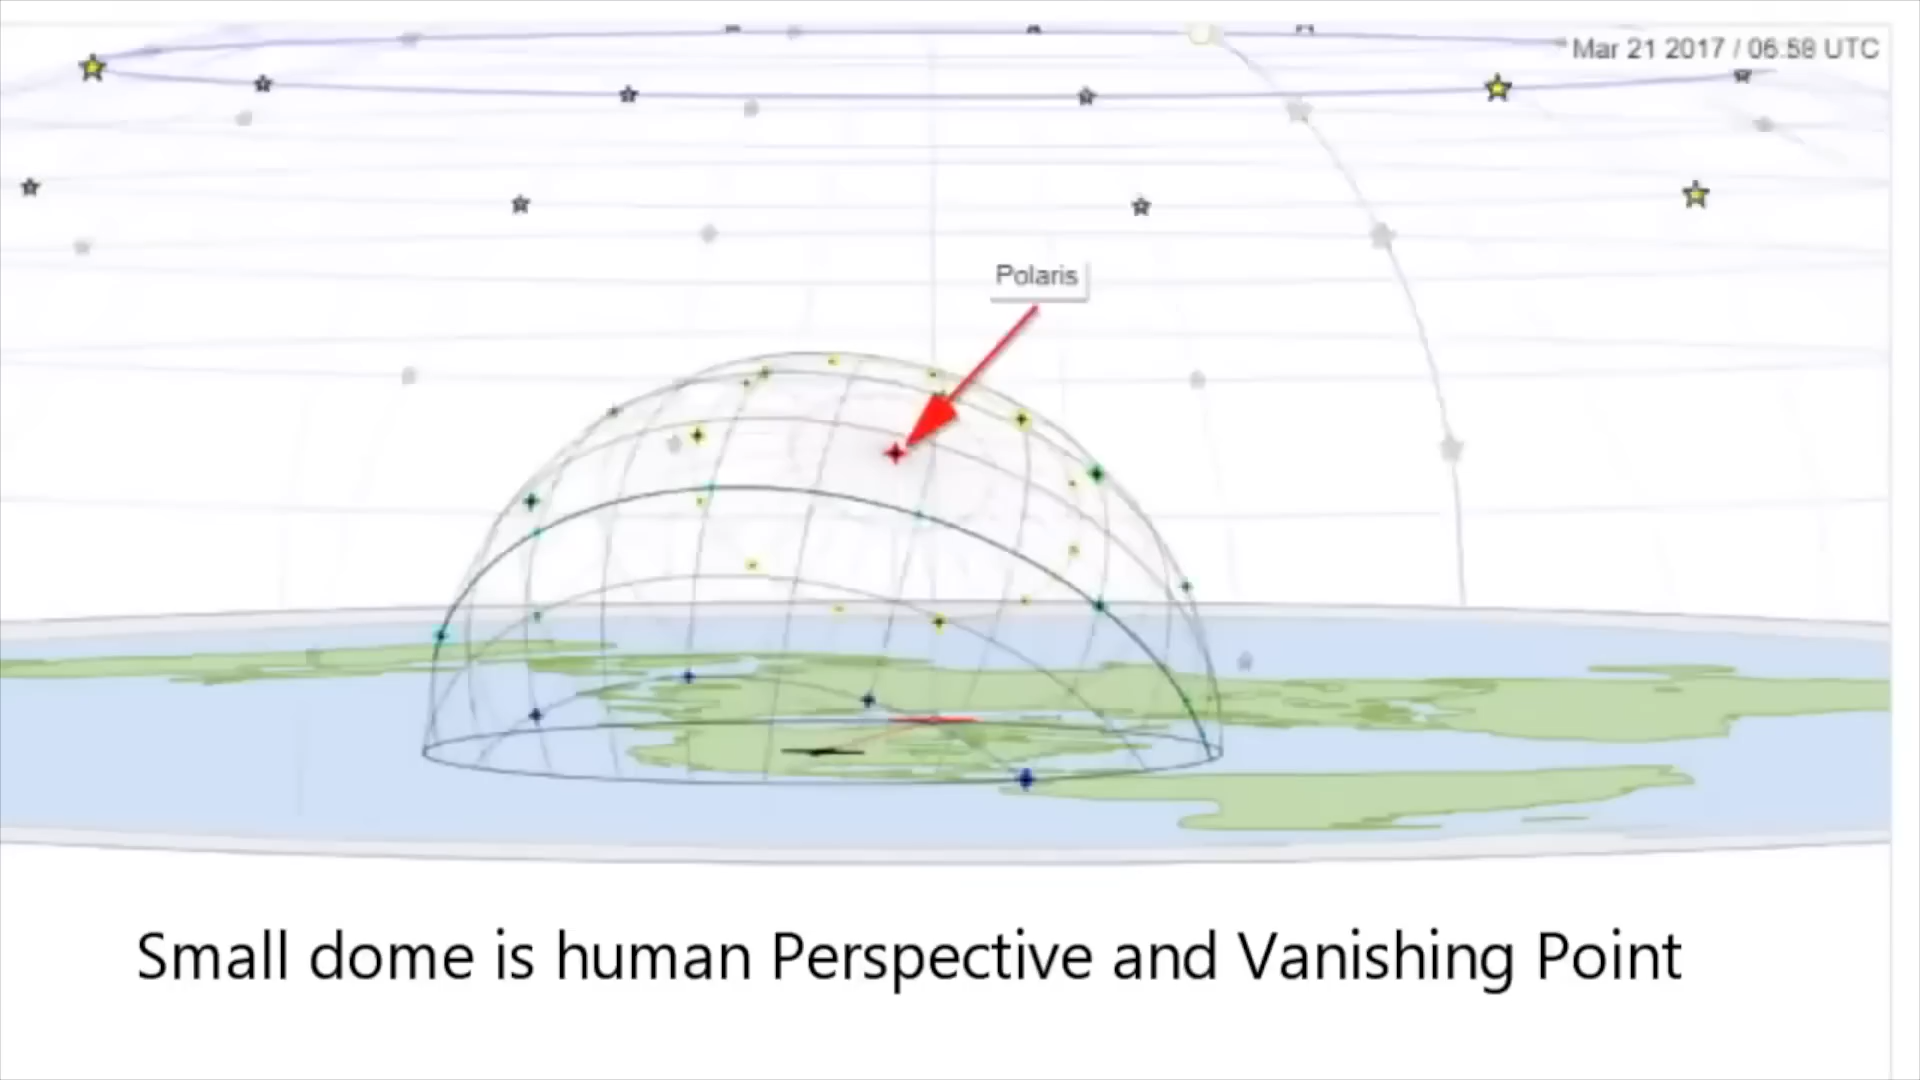 Mar 21 2017 / 06.58 UTC
Polaris
Small dome is human Perspective and Vanishing Point